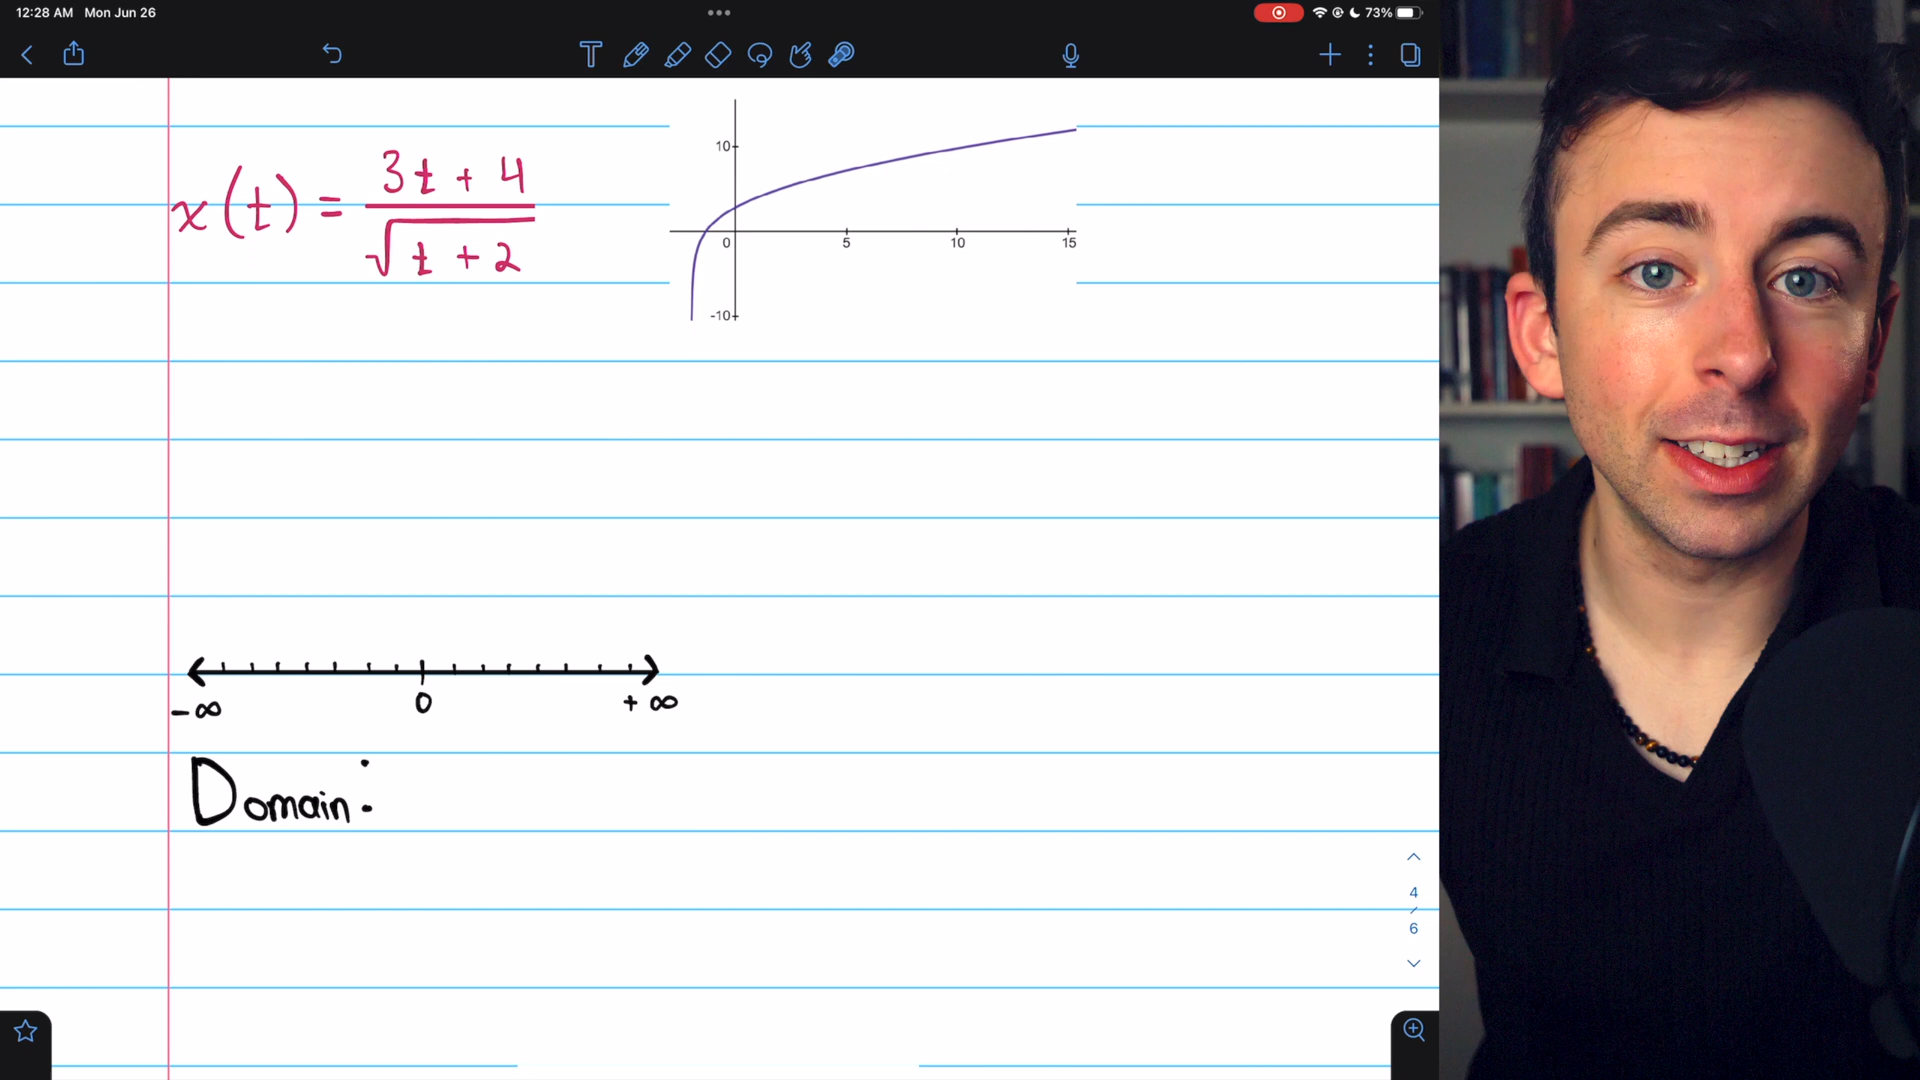 12:28 AM Mon Jun 26
73%
x(t) = 3t + 4 / √t + 2
10
0 5 10 15
-10
-∞ 0 +∞
Domain:
4
/
6